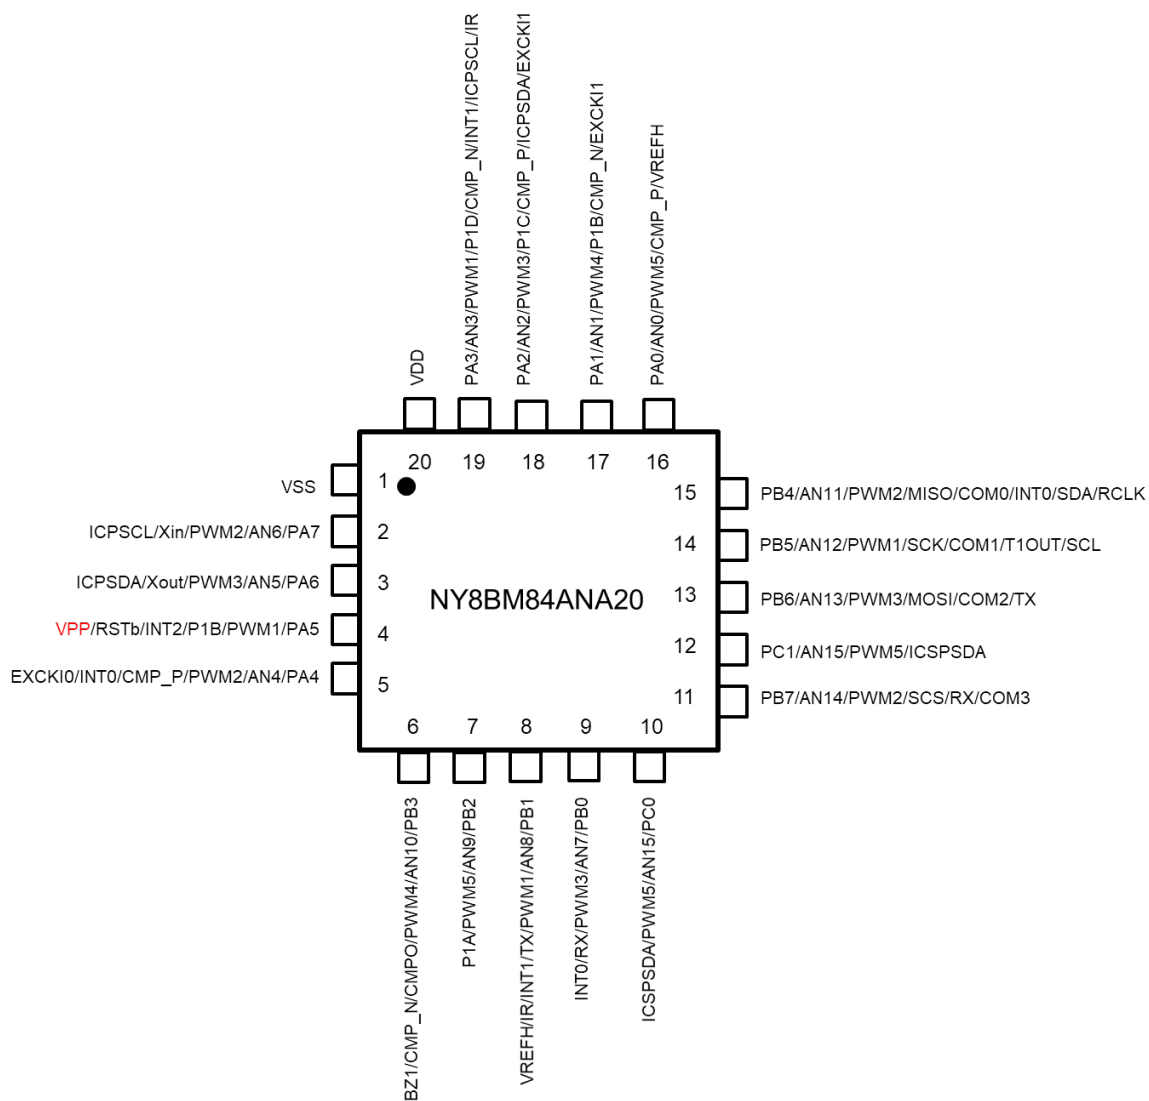 PA3/AN3/PWM1/P1D/CMP_N/INT1/ICPSCL/IR
PA2/AN2/PWM3/P1C/CMP_P/ICPSDA/EXCKI1
PA1/AN1/PWM4/P1B/CMP_N/EXCKI1
PA0/AN0/PWM5/CMP_P/VREFH
VDD
20
19
18
17
16
VSS
1
ICPSCL/Xin/PWM2/AN6/PA7
2
ICPSDA/Xout/PWM3/AN5/PA6
3
VPP/RSTb/INT2/P1B/PWM1/PA5
4
EXCKI0/INT0/CMP_P/PWM2/AN4/PA4
5
NY8BM84ANA20
15
PB4/AN11/PWM2/MISO/COM0/INT0/SDA/RCLK
14
PB5/AN12/PWM1/SCK/COM1/T1OUT/SCL
13
PB6/AN13/PWM3/MOSI/COM2/TX
12
PC1/AN15/PWM5/ICSPSDA
11
PB7/AN14/PWM2/SCS/RX/COM3
6
7
8
9
10
BZ1/CMP_N/CMPO/PWM4/AN10/PB3
P1A/PWM5/AN9/PB2
VREFH/IR/INT1/TX/PWM1/AN8/PB1
INT0/RX/PWM3/AN7/PB0
ICSPSDA/PWM5/AN15/PC0